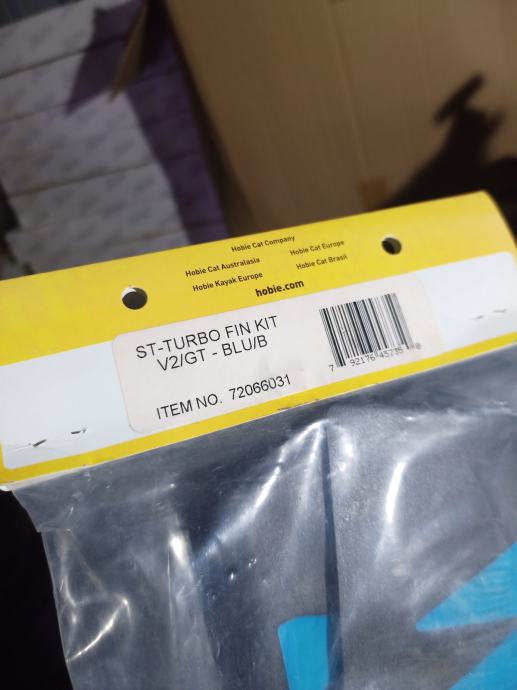 Hobie Cat Company
Hobie Cat Australasia Hobie Cat Europe
Hobie Kayak Europe Hobie Cat Brasil
hobie.com
ST-TURBO FIN KIT
V2/GT - BLU/B
ITEM NO. 72066031